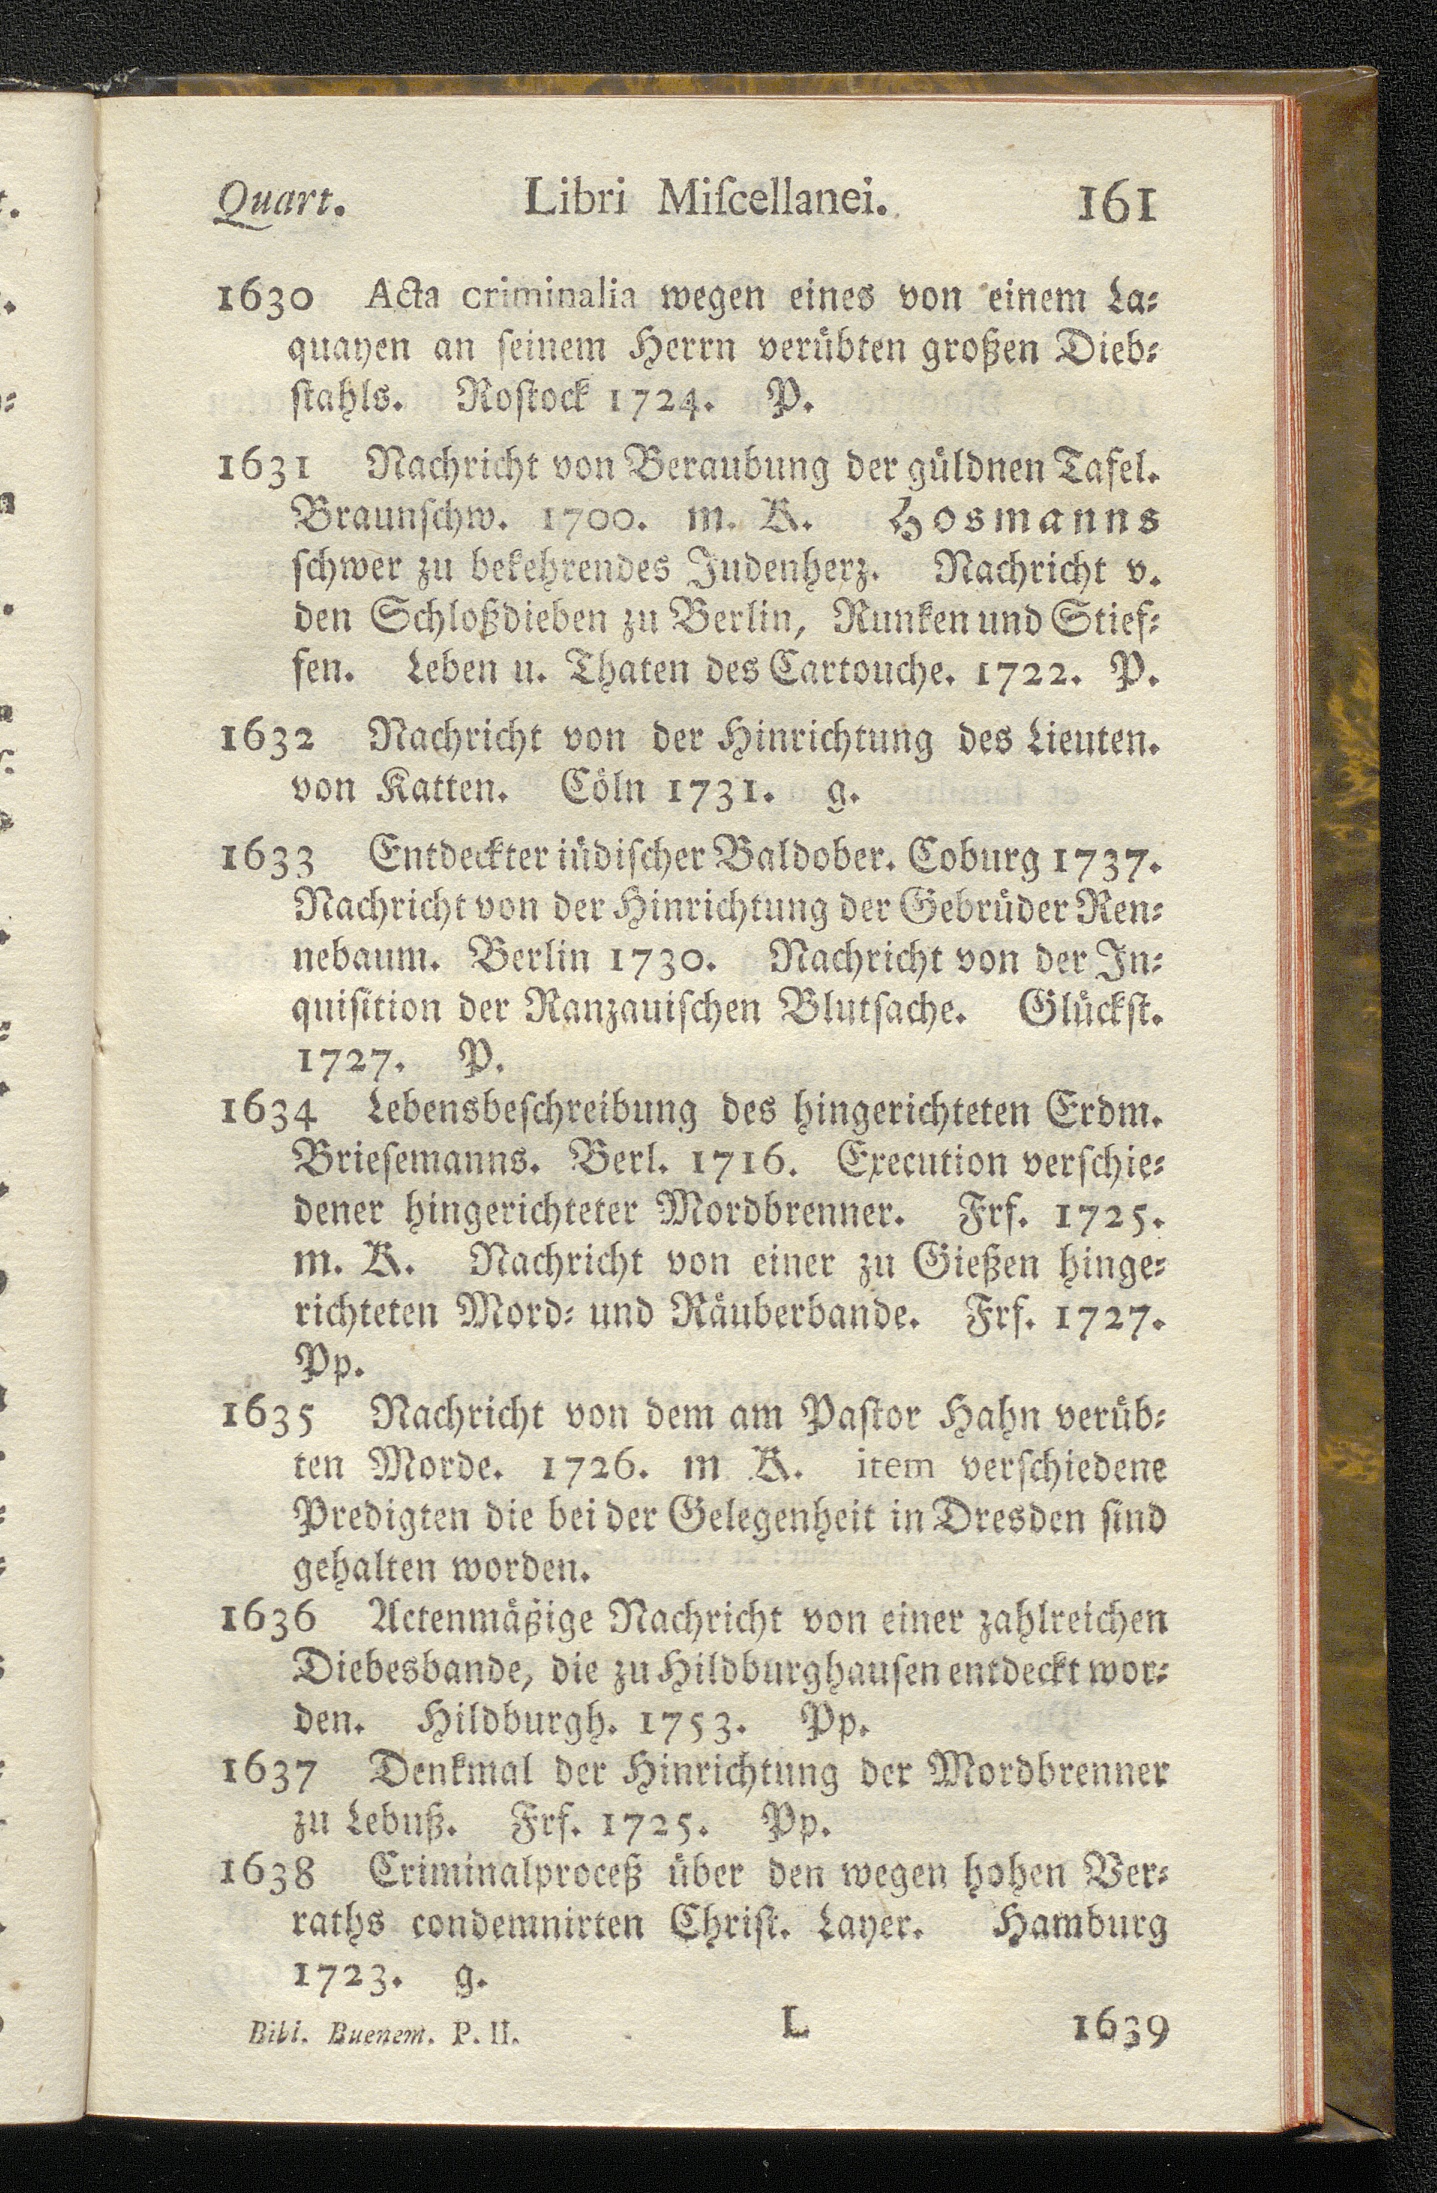 Quart. Libri Miſcellanei. 161
1630 Acta criminalia wegen eines von einem La⸗
quayen an ſeinem Herrn verübten großen Dieb⸗
ſtahls. Roſtock 1724. P.
1631 Nachricht von Beraubung der güldnen Tafel.
Braunſchw. 1700. m. K. Hosmanns
ſchwer zu bekehrendes Judenherz. Nachricht v.
den Schloßdieben zu Berlin, Runken und Stief⸗
fen. Leben u. Thaten des Cartouche. 1722. P.
1632 Nachricht von der Hinrichtung des Lieuten.
von Katten. Cöln 1731. g.
1633 Entdeckter iüdiſcher Baldober. Coburg 1737.
Nachricht von der Hinrichtung der Gebrüder Ren⸗
nebaum. Berlin 1730. Nachricht von der In⸗
quiſition der Ranzauiſchen Blutſache. Glückſt.
1727. P.
1634 Lebensbeſchreibung des hingerichteten Erdm.
Brieſemanns. Berl. 1716. Execution verſchie⸗
dener hingerichteter Mordbrenner. Frf. 1725.
m. K. Nachricht von einer zu Gießen hinge⸗
richteten Mord⸗ und Räuberbande. Frf. 1727.
Pp.
1635 Nachricht von dem am Paſtor Hahn verüb⸗
ten Morde. 1726. m K. item verſchiedene
Predigten die bei der Gelegenheit in Dresden ſind
gehalten worden.
1636 Actenmäßige Nachricht von einer zahlreichen
Diebesbande, die zu Hildburghauſen entdeckt wor⸗
den. Hildburgh. 1753. Pp.
1637 Denkmal der Hinrichtung der Mordbrenner
zu Lebuß. Frf. 1725. Pp.
1638 Criminalproceß über den wegen hohen Ver⸗
raths condemnirten Chriſt. Layer. Hamburg
1723. g.
Bibl. Buenem. P. II. L 1639